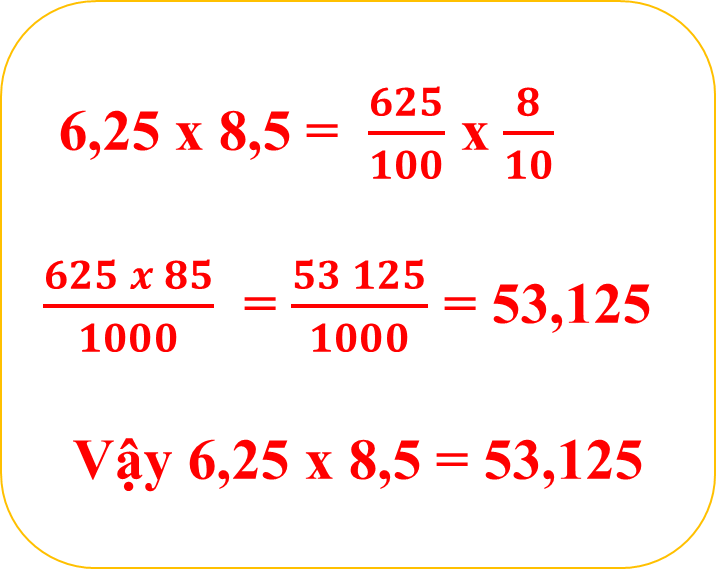 6,25 x 8,5 = 625/100 x 8/10
625 x 85/1000 = 53 125/1000 = 53,125
Vậy 6,25 x 8,5 = 53,125